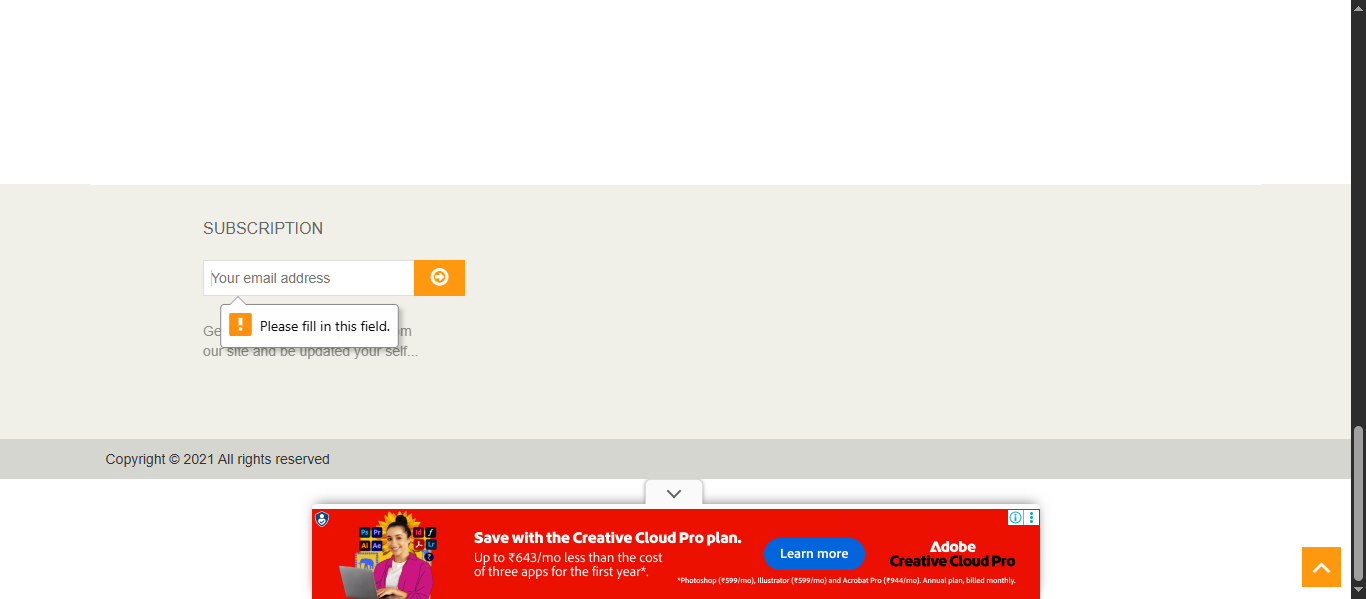 SUBSCRIPTION
Your email address
Please fill in this field.
Ge
om
our site and be updated your self...
Copyright © 2021 All rights reserved
Ps Pr Id
Ai Ae Lr
Save with the Creative Cloud Pro plan.
Up to ₹643/mo less than the cost
of three apps for the first year*.
Learn more
Adobe
Creative Cloud Pro
*Photoshop (₹599/mo), Illustrator (₹599/mo) and Acrobat Pro (₹944/mo). Annual plan, billed monthly.